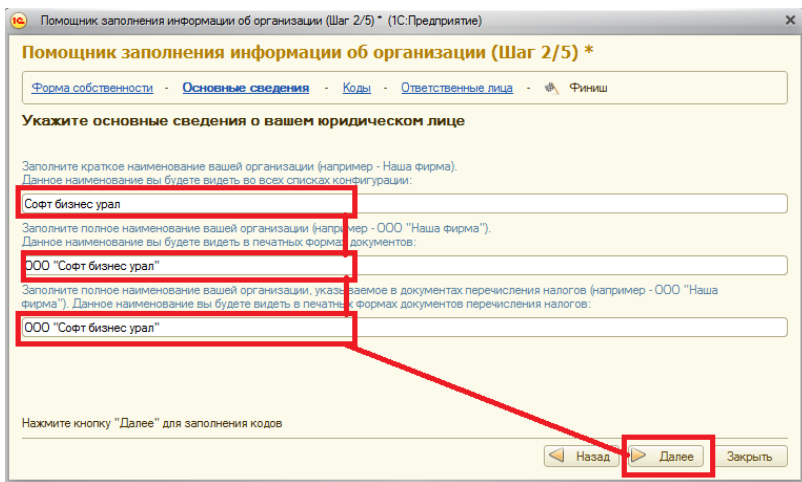 Помощник заполнения информации об организации (Шаг 2/5) * (1С:Предприятие)
Помощник заполнения информации об организации (Шаг 2/5) *
Форма собственности - Основные сведения - Коды - Ответственные лица - Финиш
Укажите основные сведения о вашем юридическом лице
Заполните краткое наименование вашей организации (например - Наша фирма).
Данное наименование вы будете видеть во всех списках конфигурации:
Софт бизнес урал
Заполните полное наименование вашей организации (например - ООО "Наша фирма").
Данное наименование вы будете видеть в печатных формах документов:
ООО "Софт бизнес урал"
Заполните полное наименование вашей организации, указываемое в документах перечисления налогов (например - ООО "Наша
фирма"). Данное наименование вы будете видеть в печатных формах документов перечисления налогов:
ООО "Софт бизнес урал"
Нажмите кнопку "Далее" для заполнения кодов
Назад Далее Закрыть